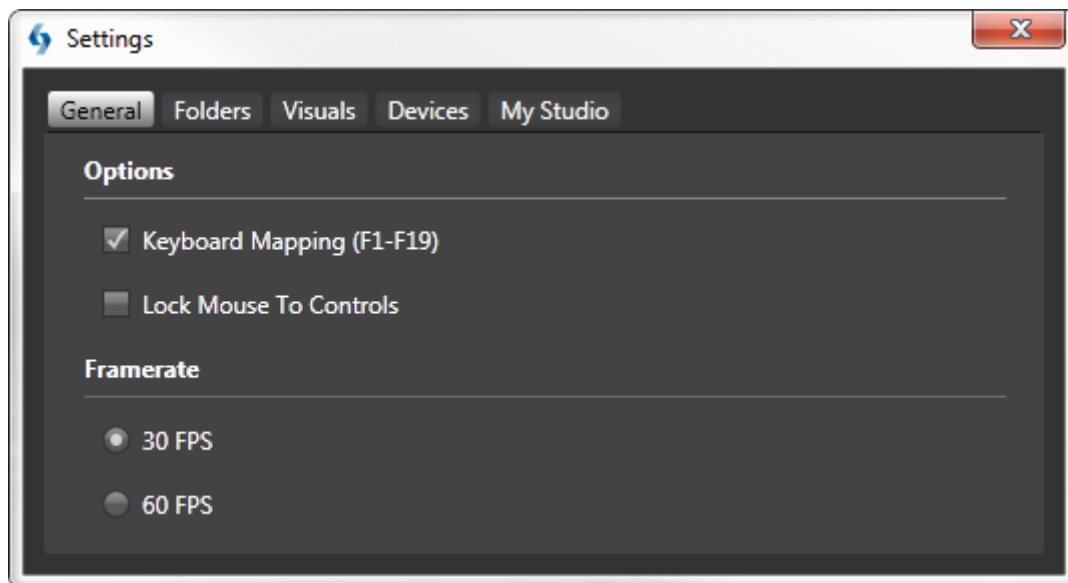 Settings
General Folders Visuals Devices My Studio
Options
Keyboard Mapping (F1-F19)
Lock Mouse To Controls
Framerate
30 FPS
60 FPS